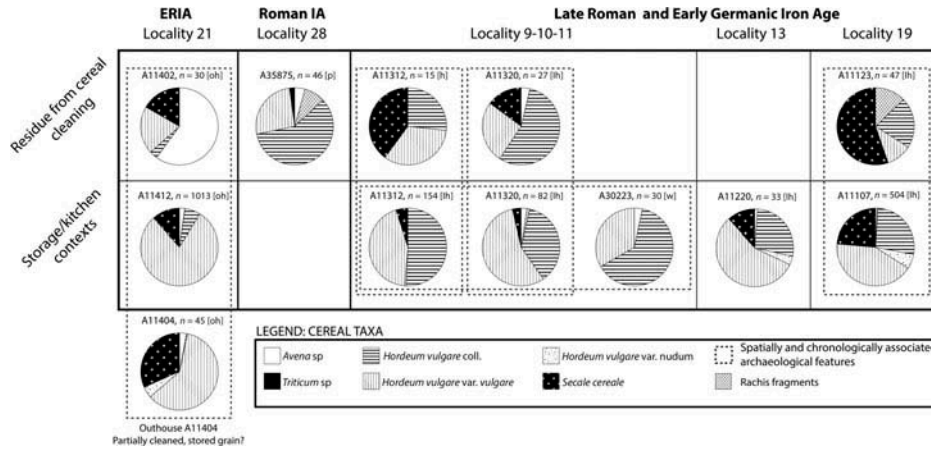 ERIA Roman IA Late Roman and Early Germanic Iron Age
Locality 21 Locality 28 Locality 9-10-11 Locality 13 Locality 19
Residue from cereal
cleaning
A11402, n = 30 [oh] A35875, n = 46 [p] A11312, n = 15 [h] A11320, n = 27 [lh] A11123, n = 47 [lh]
Storage/kitchen
contexts
A11412, n = 1013 [oh] A11312, n = 154 [lh] A11320, n = 82 [lh] A30223, n = 30 [w] A11220, n = 33 [lh] A11107, n = 504 [lh]
A11404, n = 45 [oh]
Outhouse A11404
Partially cleaned, stored grain?
LEGEND: CEREAL TAXA
Avena sp Hordeum vulgare coll. Hordeum vulgare var. nudum Spatially and chronologically associate
archaeological features
Triticum sp Hordeum vulgare var. vulgare Secale cereale Rachis fragments